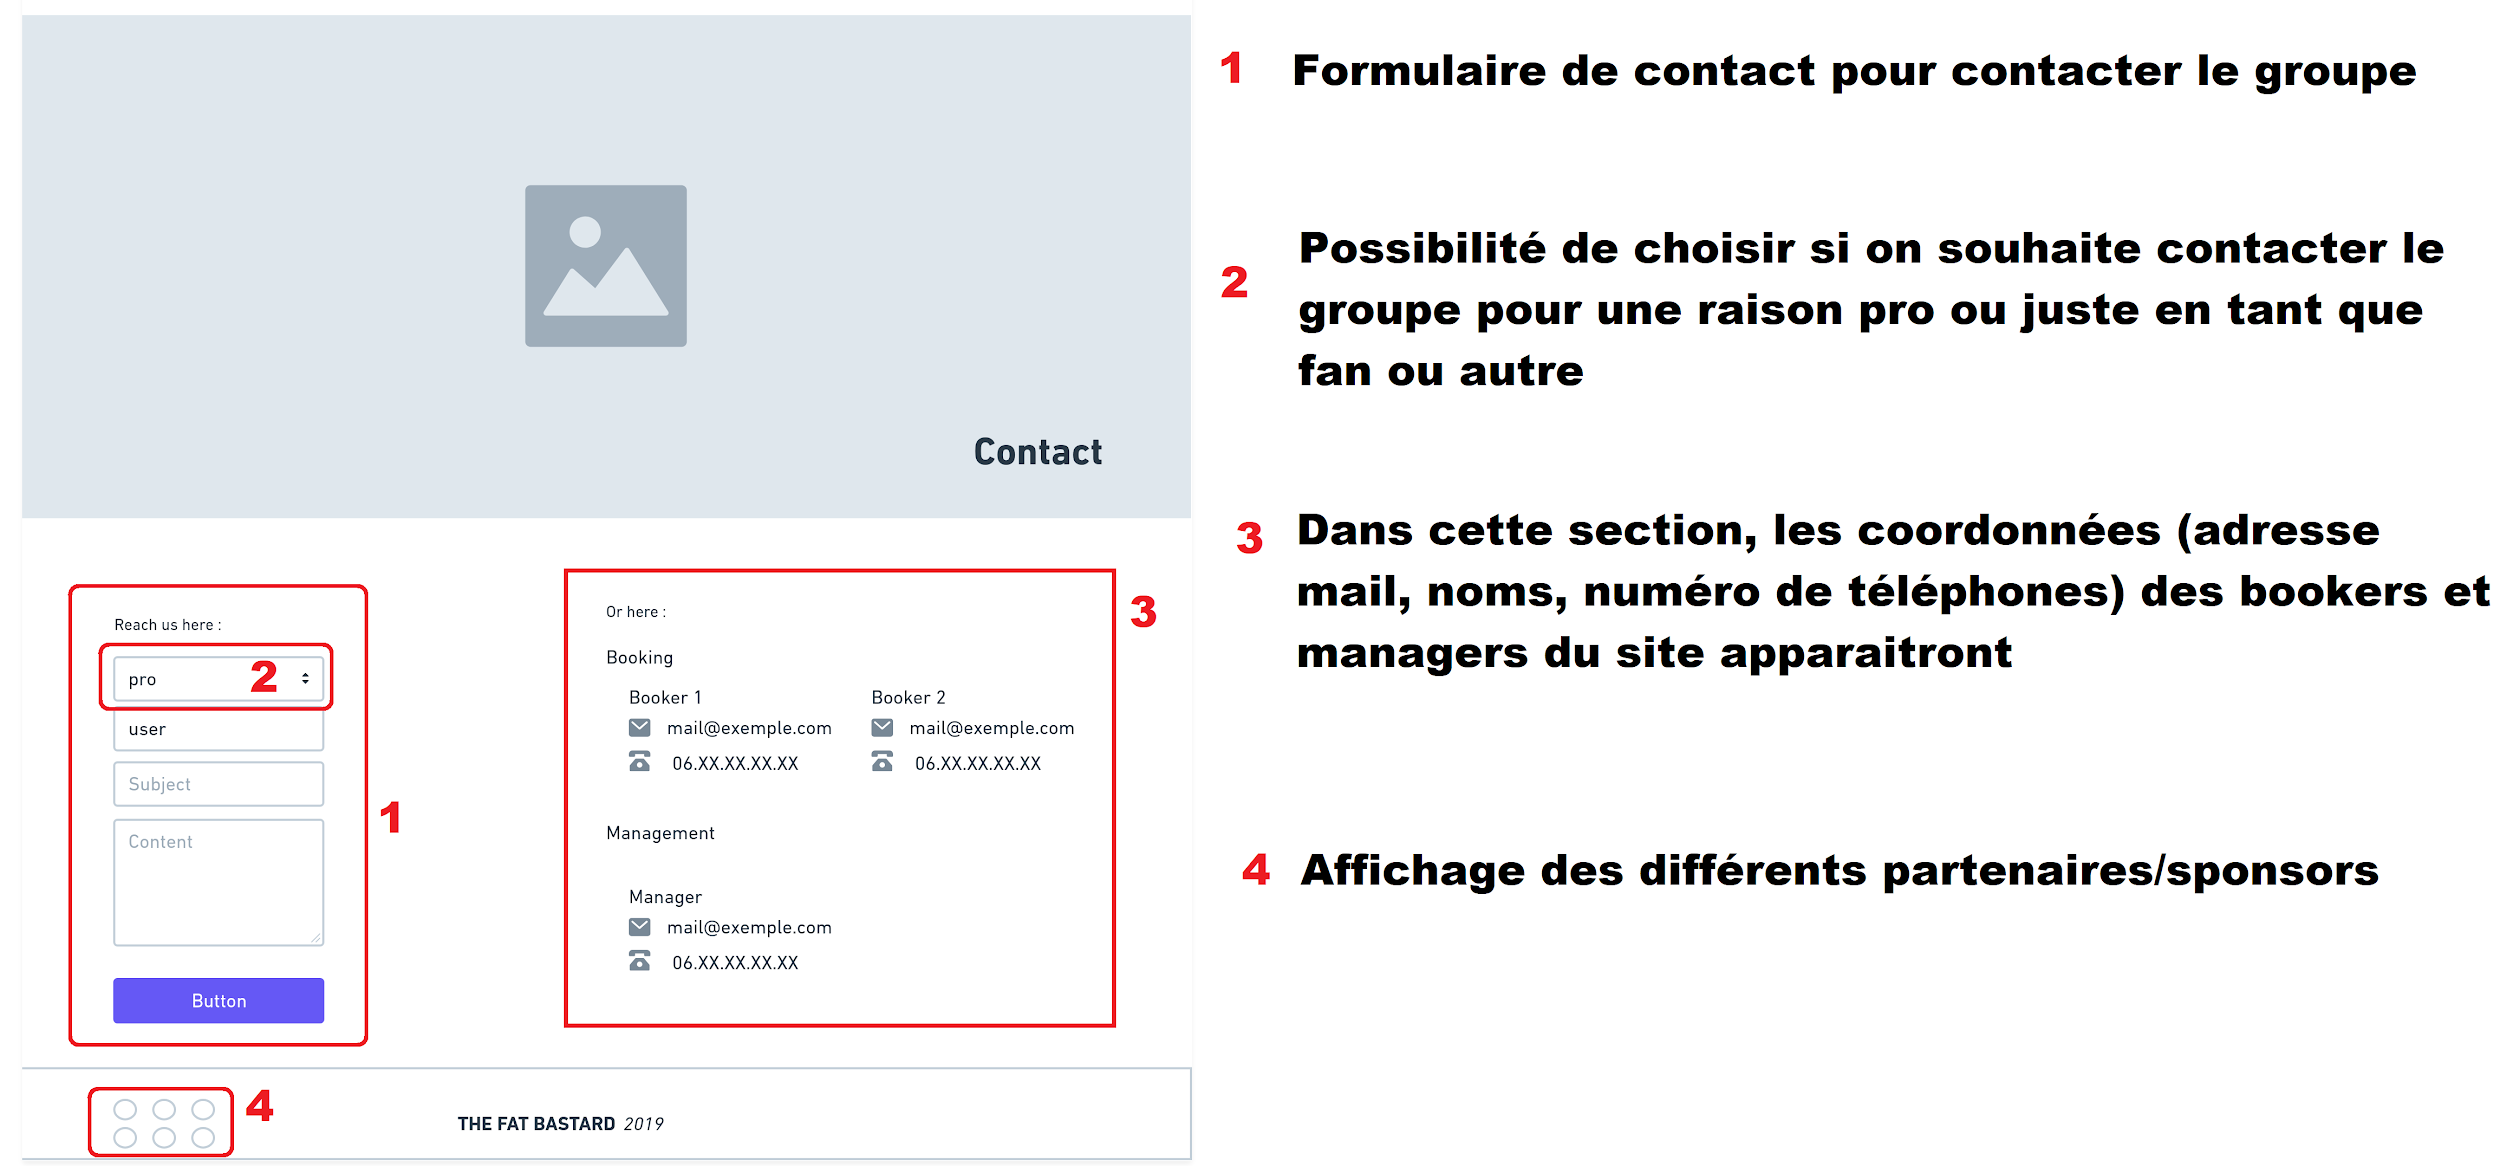 Contact
Reach us here :
pro
2
user
Subject
Content
Button
1
Or here :
Booking
Booker 1
mail@exemple.com
06.XX.XX.XX.XX
Booker 2
mail@exemple.com
06.XX.XX.XX.XX
Management
Manager
mail@exemple.com
06.XX.XX.XX.XX
3
4
THE FAT BASTARD 2019
1 Formulaire de contact pour contacter le groupe
2 Possibilité de choisir si on souhaite contacter le
groupe pour une raison pro ou juste en tant que
fan ou autre
3 Dans cette section, les coordonnées (adresse
mail, noms, numéro de téléphones) des bookers et
managers du site apparaitront
4 Affichage des différents partenaires/sponsors